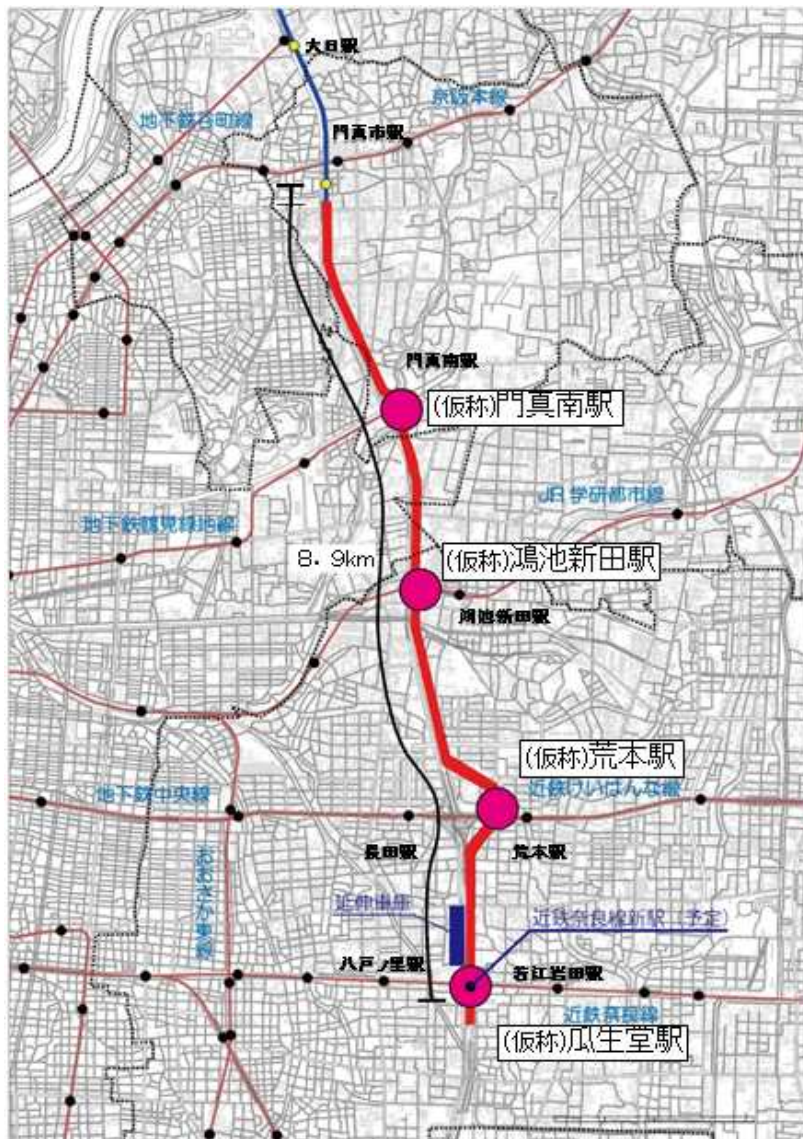 大日駅
地下鉄谷町線
京阪本線
門真市駅
門真南駅
(仮称)門真南駅
JR 学研都市線
地下鉄鶴見緑地線
8．9km
(仮称)鴻池新田駅
鴻池新田駅
(仮称)荒本駅
地下鉄中央線
近鉄けいはんな線
長田駅
荒本駅
おおさか東線
延伸車庫
近鉄奈良線新駅（予定）
八戸ノ里駅
若江岩田駅
近鉄奈良線
(仮称)瓜生堂駅